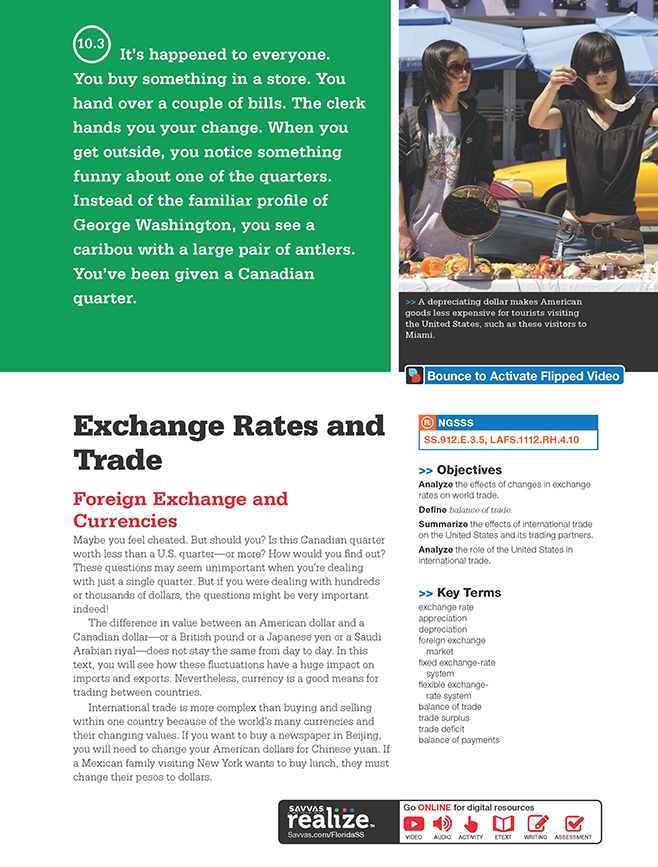 10.3
It's happened to everyone.
You buy something in a store. You
hand over a couple of bills. The clerk
hands you your change. When you
get outside, you notice something
funny about one of the quarters.
Instead of the familiar profile of
George Washington, you see a
caribou with a large pair of antlers.
You've been given a Canadian
quarter.
>> A depreciating dollar makes American
goods less expensive for tourists visiting
the United States, such as these visitors to
Miami.
Bounce to Activate Flipped Video
Exchange Rates and
Trade
Foreign Exchange and
Currencies
Maybe you feel cheated. But should you? Is this Canadian quarter
worth less than a U.S. quarter—or more? How would you find out?
These questions may seem unimportant when you're dealing
with just a single quarter. But if you were dealing with hundreds
or thousands of dollars, the questions might be very important
indeed!
The difference in value between an American dollar and a
Canadian dollar—or a British pound or a Japanese yen or a Saudi
Arabian riyal—does not stay the same from day to day. In this
text, you will see how these fluctuations have a huge impact on
imports and exports. Nevertheless, currency is a good means for
trading between countries.
International trade is more complex than buying and selling
within one country because of the world's many currencies and
their changing values. If you want to buy a newspaper in Beijing,
you will need to change your American dollars for Chinese yuan. If
a Mexican family visiting New York wants to buy lunch, they must
change their pesos to dollars.
FL NGSSS
SS.912.E.3.5, LAFS.1112.RH.4.10
>> Objectives
Analyze the effects of changes in exchange
rates on world trade.
Define balance of trade.
Summarize the effects of international trade
on the United States and its trading partners.
Analyze the role of the United States in
international trade.
>> Key Terms
exchange rate
appreciation
depreciation
foreign exchange
market
fixed exchange-rate
system
flexible exchange-
rate system
balance of trade
trade surplus
trade deficit
balance of payments
SAVVAS
realize™
Savvas.com/FloridaSS
Go ONLINE for digital resources
VIDEO AUDIO ACTIVITY ETEXT WRITING ASSESSMENT